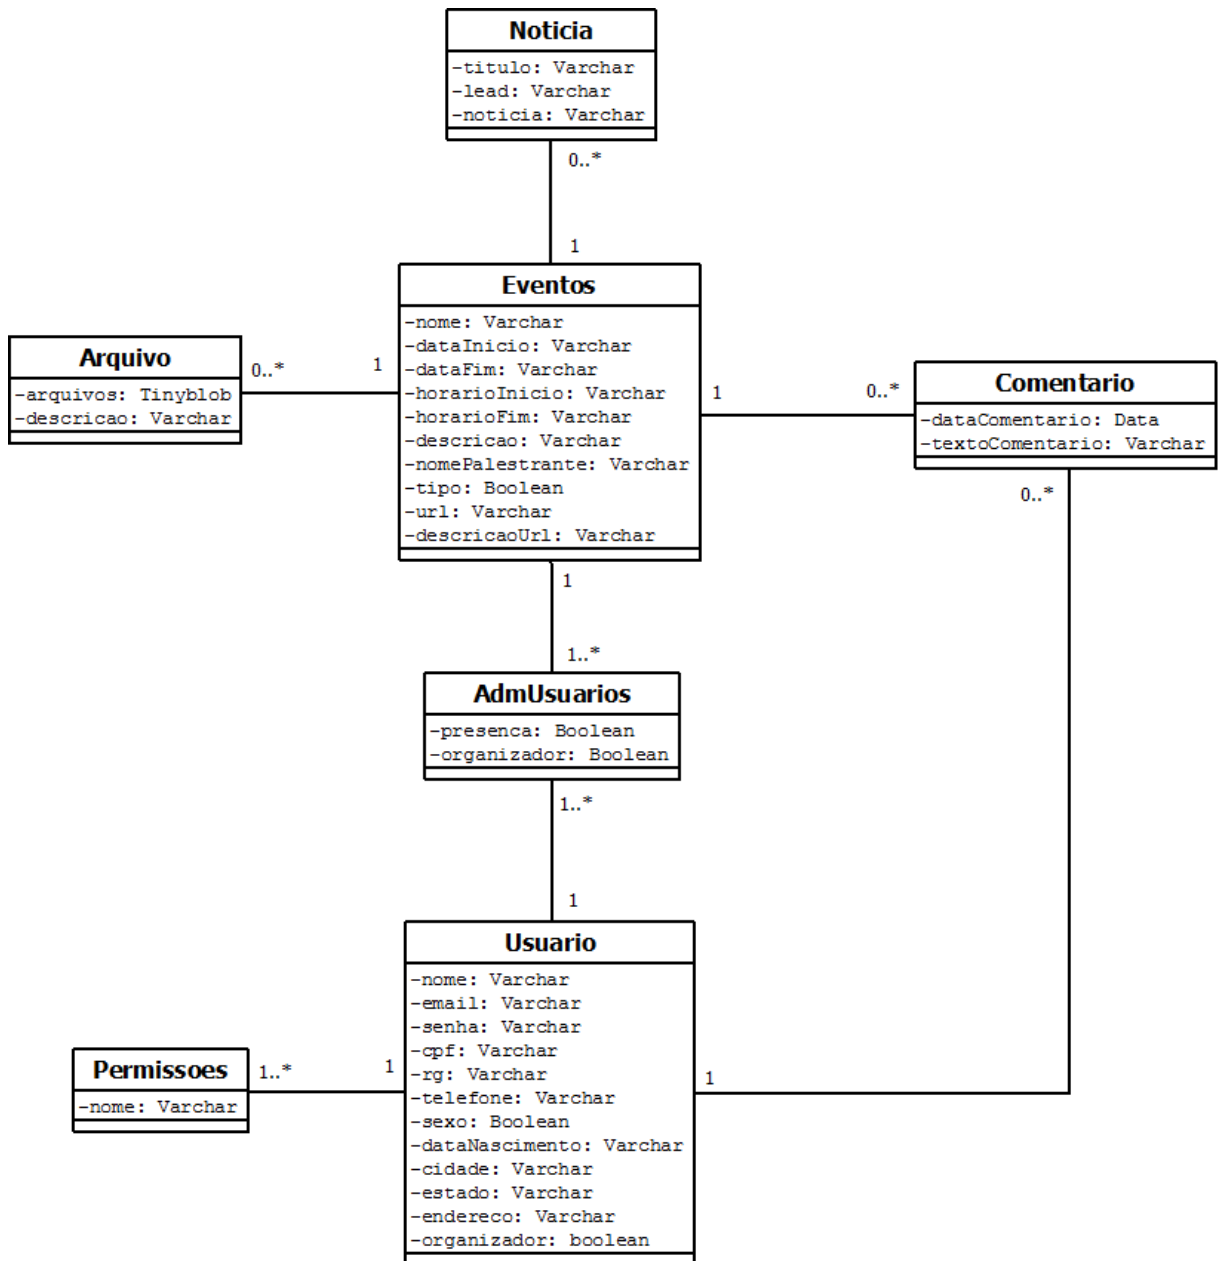 Noticia
-titulo: Varchar
-lead: Varchar
-noticia: Varchar
0..*
1
Eventos
-nome: Varchar
-dataInicio: Varchar
-dataFim: Varchar
-horarioInicio: Varchar
-horarioFim: Varchar
-descricao: Varchar
-nomePalestrante: Varchar
-tipo: Boolean
-url: Varchar
-descricaoUrl: Varchar
Arquivo
-arquivos: Tinyblob
-descricao: Varchar
0..*
1
1
0..*
Comentario
-dataComentario: Data
-textoComentario: Varchar
0..*
1
1..*
AdmUsuarios
-presenca: Boolean
-organizador: Boolean
1..*
1
Usuario
-nome: Varchar
-email: Varchar
-senha: Varchar
-cpf: Varchar
-rg: Varchar
-telefone: Varchar
-sexo: Boolean
-dataNascimento: Varchar
-cidade: Varchar
-estado: Varchar
-endereco: Varchar
-organizador: boolean
Permissoes
-nome: Varchar
1..*
1
1